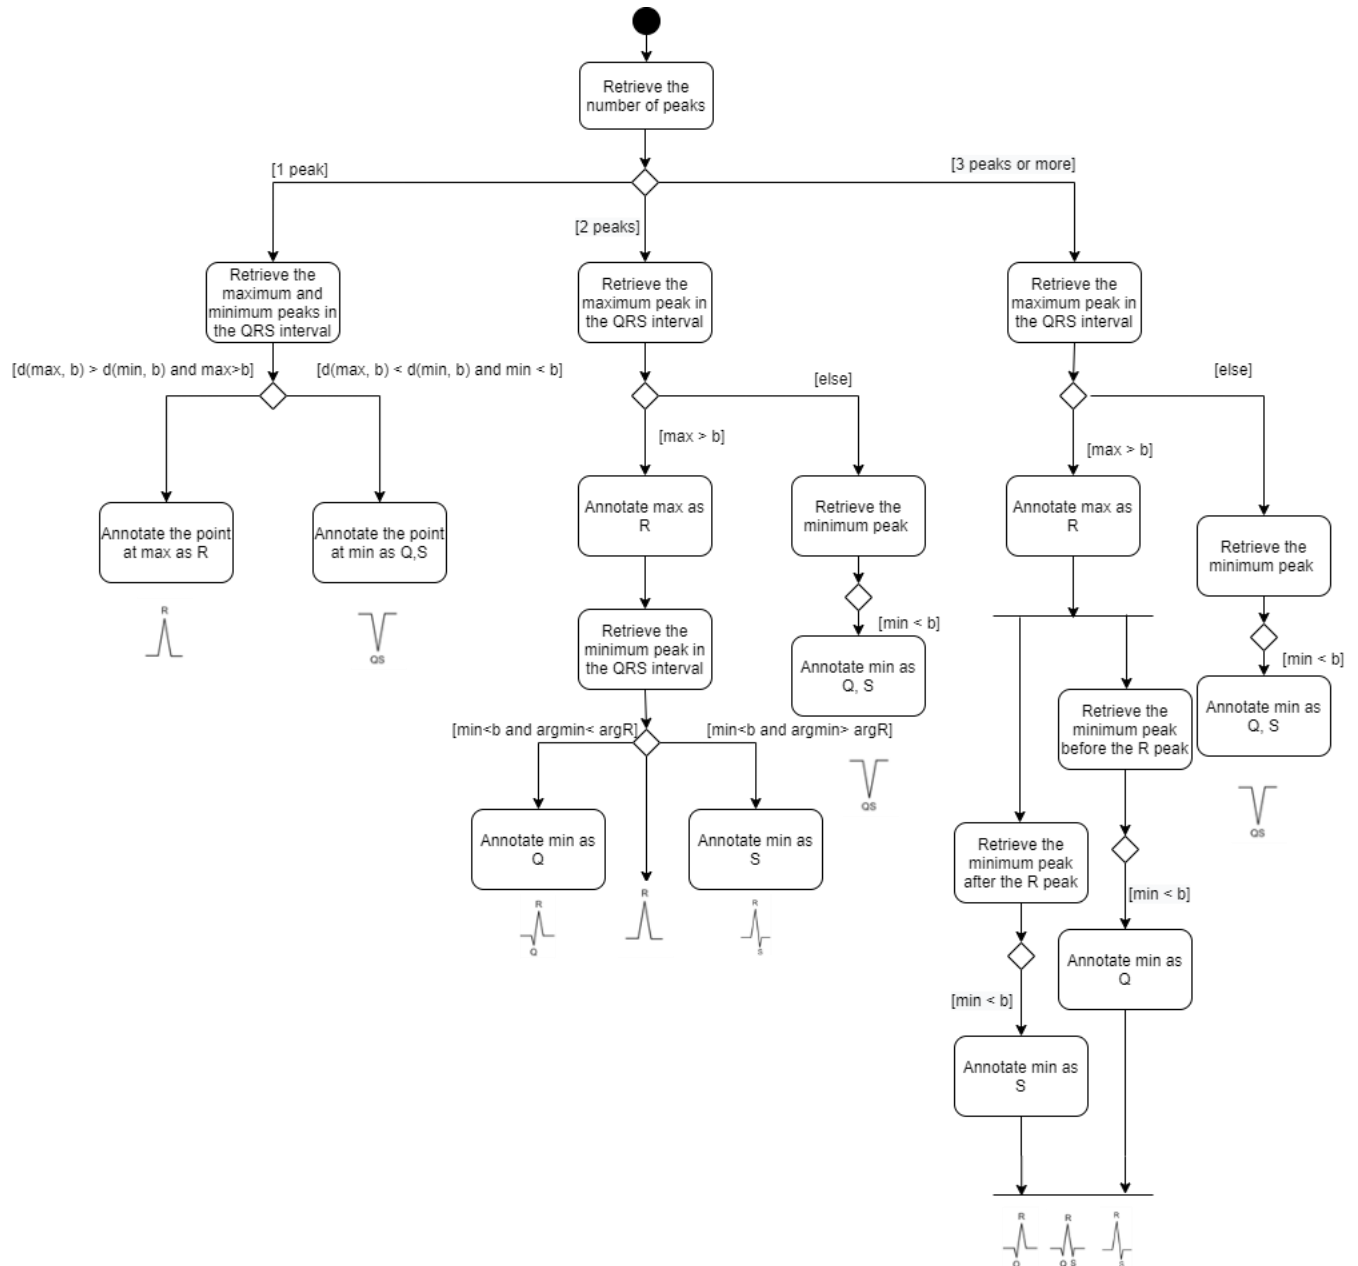 Retrieve the
number of peaks
[1 peak]
[3 peaks or more]
[2 peaks]
Retrieve the
maximum and
minimum peaks in
the QRS interval
Retrieve the
maximum peak in
the QRS interval
Retrieve the
maximum peak in
the QRS interval
[d(max, b) > d(min, b) and max>b]
[d(max, b) < d(min, b) and min < b]
[else]
[else]
[max > b]
[max > b]
Annotate the point
at max as R
Annotate the point
at min as Q,S
Annotate max as
R
Retrieve the
minimum peak
Annotate max as
R
Retrieve the
minimum peak
R
QS
Retrieve the
minimum peak in
the QRS interval
[min < b]
Annotate min as
Q, S
[min < b]
Annotate min as
Q, S
[min<b and argmin< argR]
[min<b and argmin> argR]
QS
Retrieve the
minimum peak
before the R peak
QS
Annotate min as
Q
Annotate min as
S
Retrieve the
minimum peak
after the R peak
R
Q
R
R
S
[min < b]
Annotate min as
Q
[min < b]
Annotate min as
S
R
Q
R
Q S
R
S